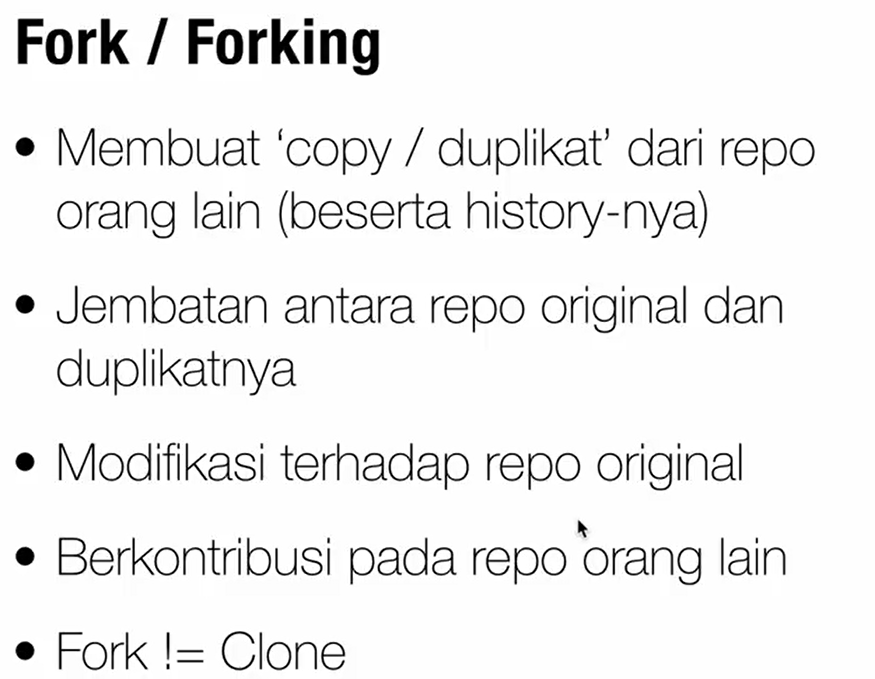 Fork / Forking
• Membuat ‘copy / duplikat’ dari repo
orang lain (beserta history-nya)
• Jembatan antara repo original dan
duplikatnya
• Modifikasi terhadap repo original
• Berkontribusi pada repo orang lain
• Fork != Clone